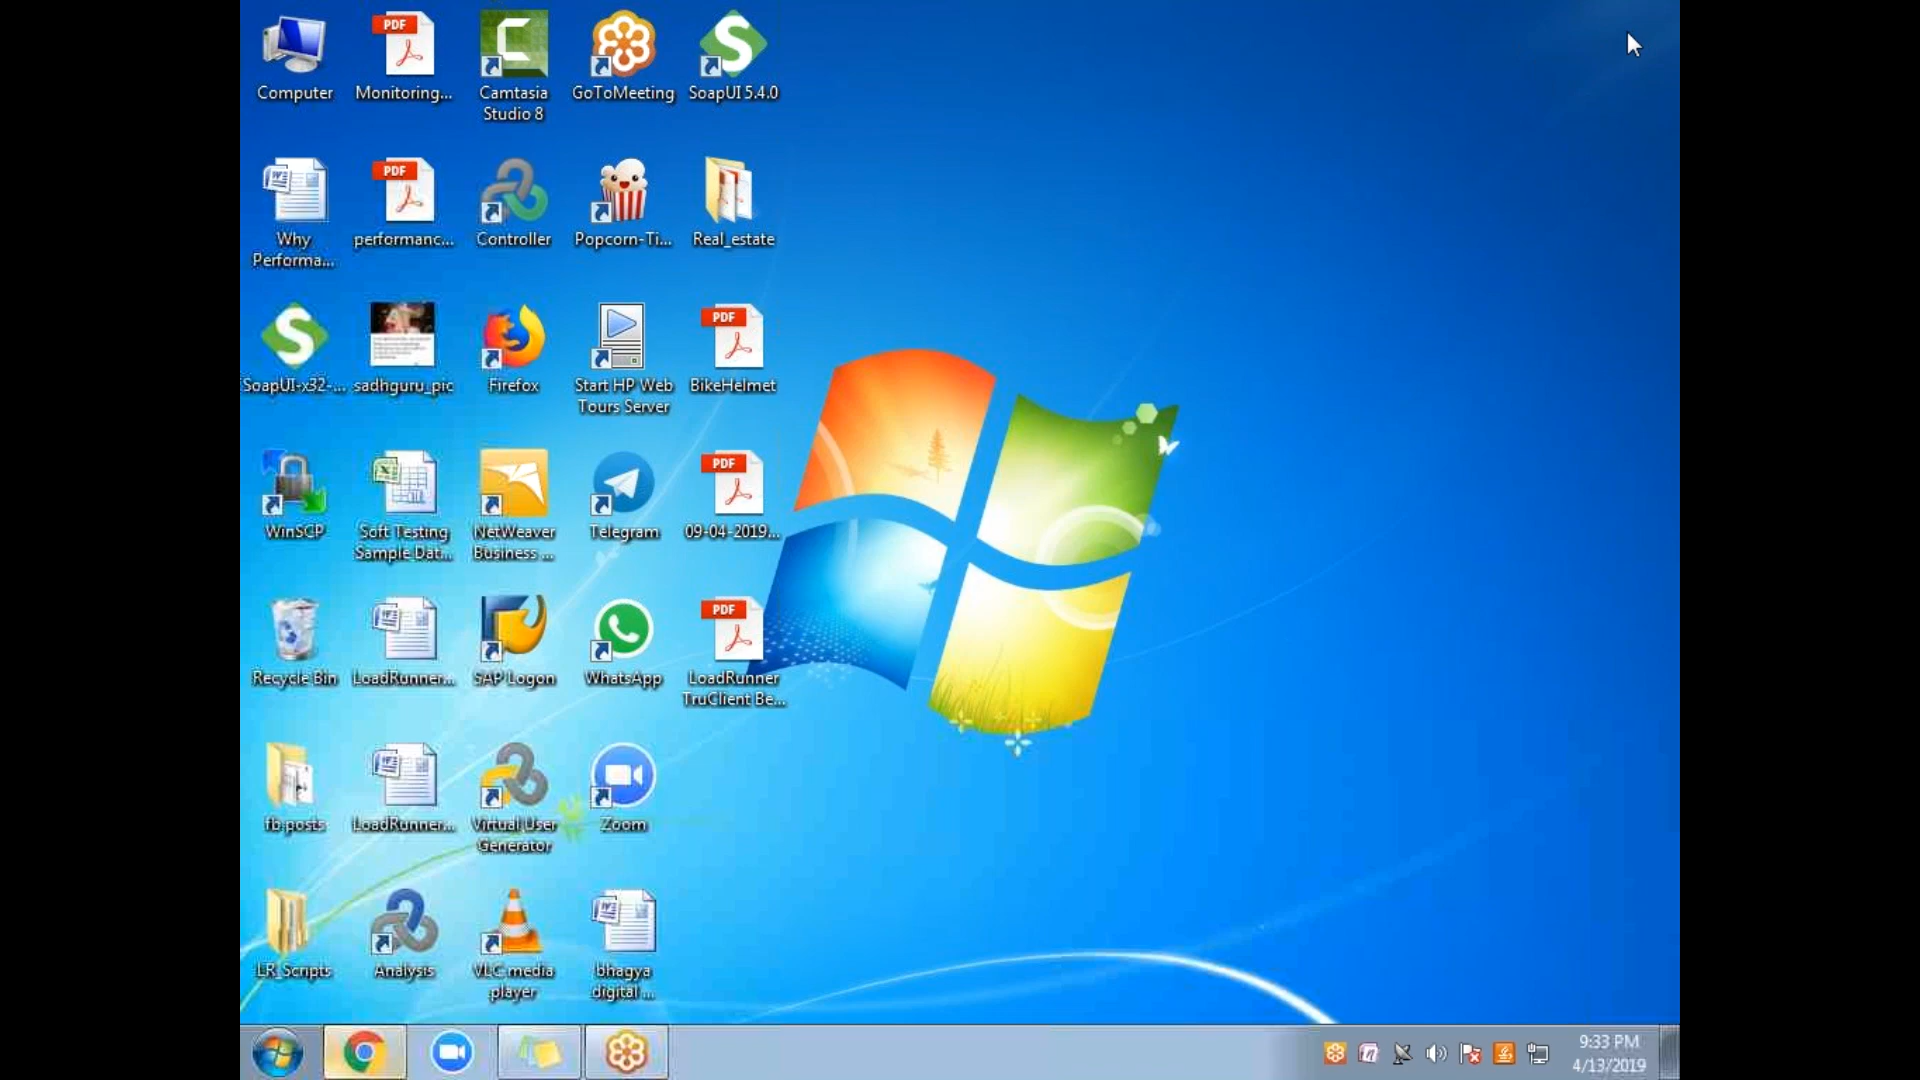 Computer
PDF
Monitoring...
Camtasia
Studio 8
GoToMeeting
SoapUI 5.4.0
Why
Performa...
PDF
performanc...
Controller
Popcorn-Ti...
Real_estate
SoapUI-x32-...
sadhguru_pic
Firefox
Start HP Web
Tours Server
PDF
BikeHelmet
WinSCP
Soft Testing
Sample Dat...
NetWeaver
Business ...
Telegram
PDF
09-04-2019...
Recycle Bin
LoadRunner...
SAP Logon
WhatsApp
PDF
LoadRunner
TruClient Be...
fb posts
LoadRunner...
Virtual User
Generator
Zoom
LR_Scripts
Analysis
VLC media
player
bhagya
digital ...
9:33 PM
4/13/2019